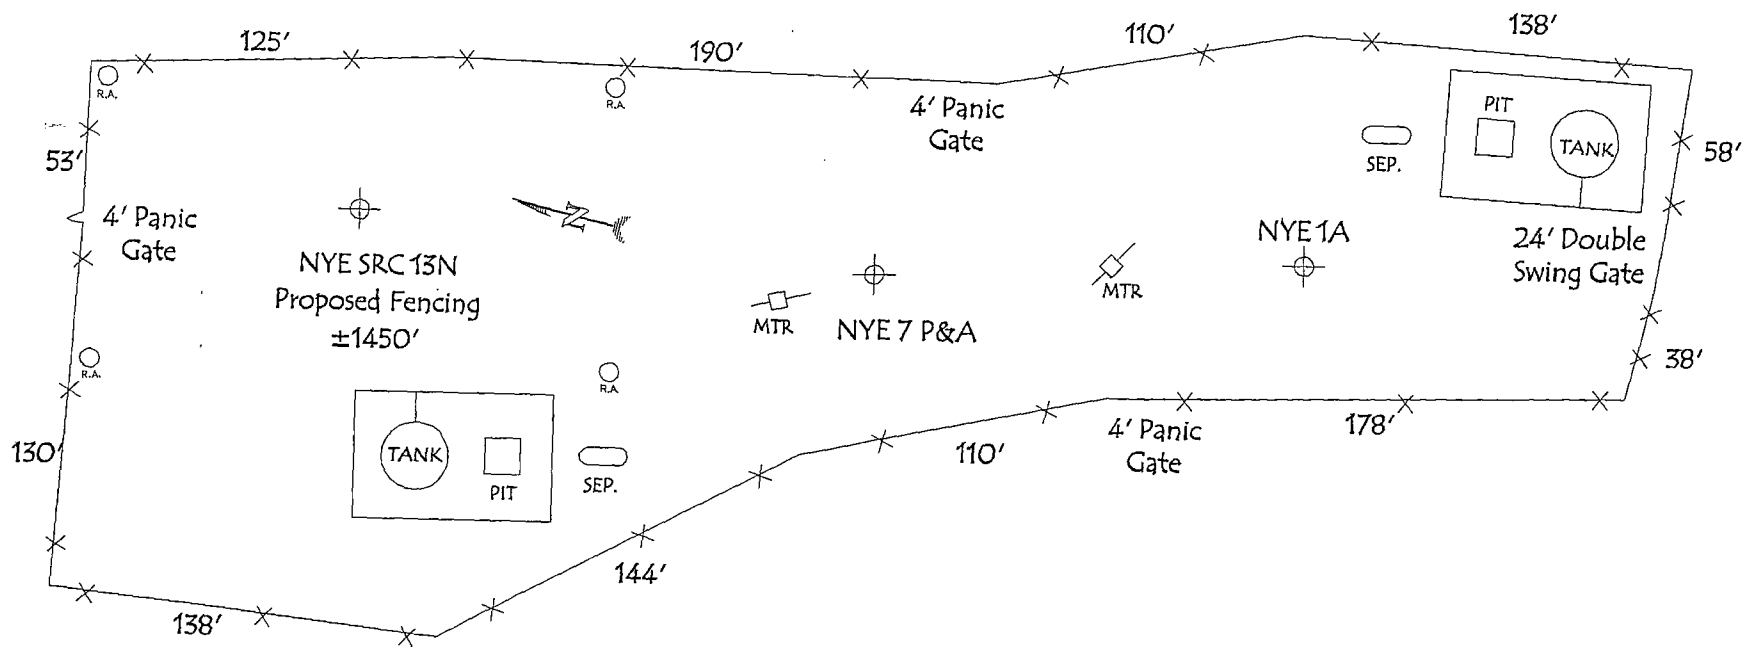 125'
190'
110'
138'
R.A.
R.A.
4' Panic
Gate
PIT
TANK
SEP.
58'
53'
4' Panic
Gate
N
NYE 1A
24' Double
Swing Gate
NYE SRC 13N
Proposed Fencing
±1450'
MTR
NYE 7 P&A
MTR
R.A.
R.A.
38'
130'
TANK
PIT
SEP.
110'
4' Panic
Gate
178'
144'
138'